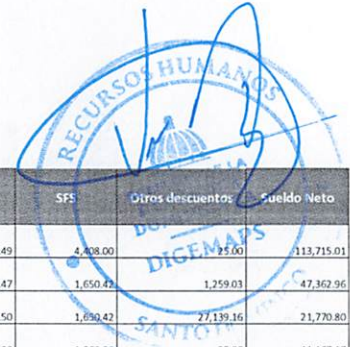 RECURSOS HUMANOS
SFS Otros descuentos Sueldo Neto
49 4,408.00 25.00 113,715.01
47 1,650.42 1,259.03 47,362.96
50 1,650.42 27,139.16 21,770.80
DIGEMAPS
SANTO